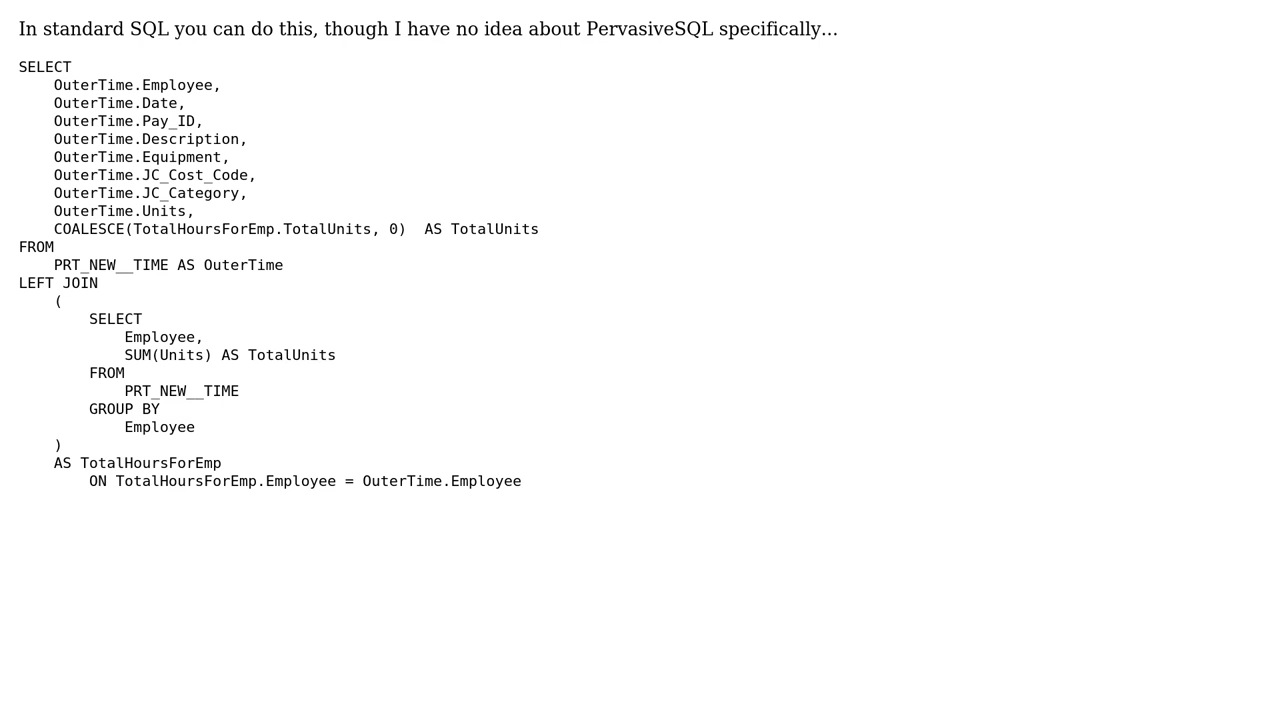 In standard SQL you can do this, though I have no idea about PervasiveSQL specifically...
SELECT
    OuterTime.Employee,
    OuterTime.Date,
    OuterTime.Pay_ID,
    OuterTime.Description,
    OuterTime.Equipment,
    OuterTime.JC_Cost_Code,
    OuterTime.JC_Category,
    OuterTime.Units,
    COALESCE(TotalHoursForEmp.TotalUnits, 0)  AS TotalUnits
FROM
    PRT_NEW__TIME AS OuterTime
LEFT JOIN
    (
        SELECT
            Employee,
            SUM(Units) AS TotalUnits
        FROM
            PRT_NEW__TIME
        GROUP BY
            Employee
    )
    AS TotalHoursForEmp
        ON TotalHoursForEmp.Employee = OuterTime.Employee